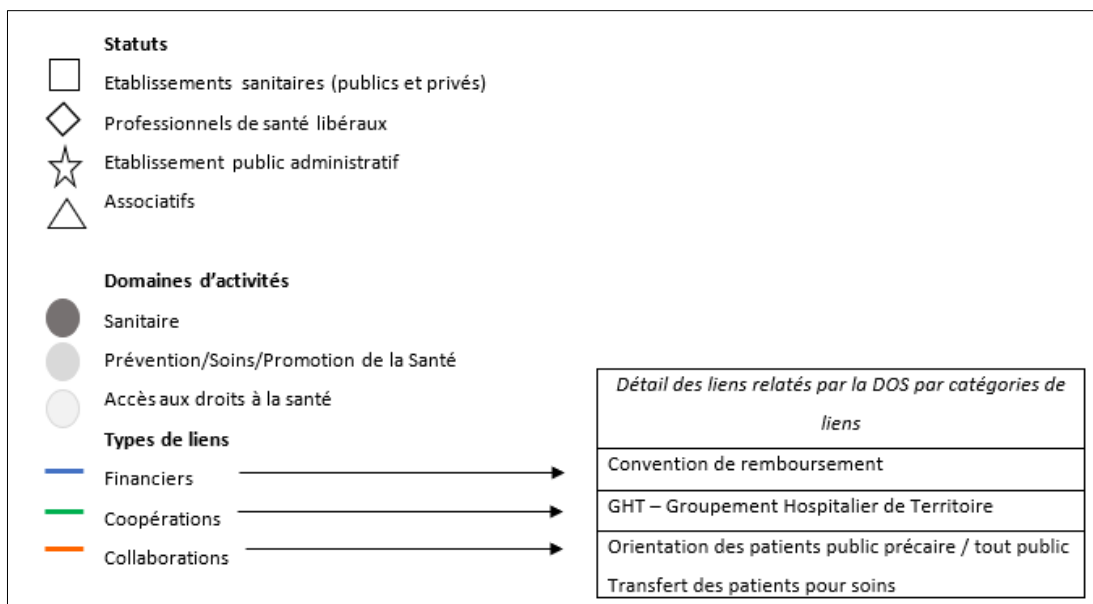 Statuts
Etablissements sanitaires (publics et privés)
Professionnels de santé libéraux
Etablissement public administratif
Associatifs
Domaines d’activités
Sanitaire
Prévention/Soins/Promotion de la Santé
Accès aux droits à la santé
Types de liens
Financiers
Coopérations
Collaborations
Détail des liens relatés par la DOS par catégories de
liens
Convention de remboursement
GHT – Groupement Hospitalier de Territoire
Orientation des patients public précaire / tout public
Transfert des patients pour soins